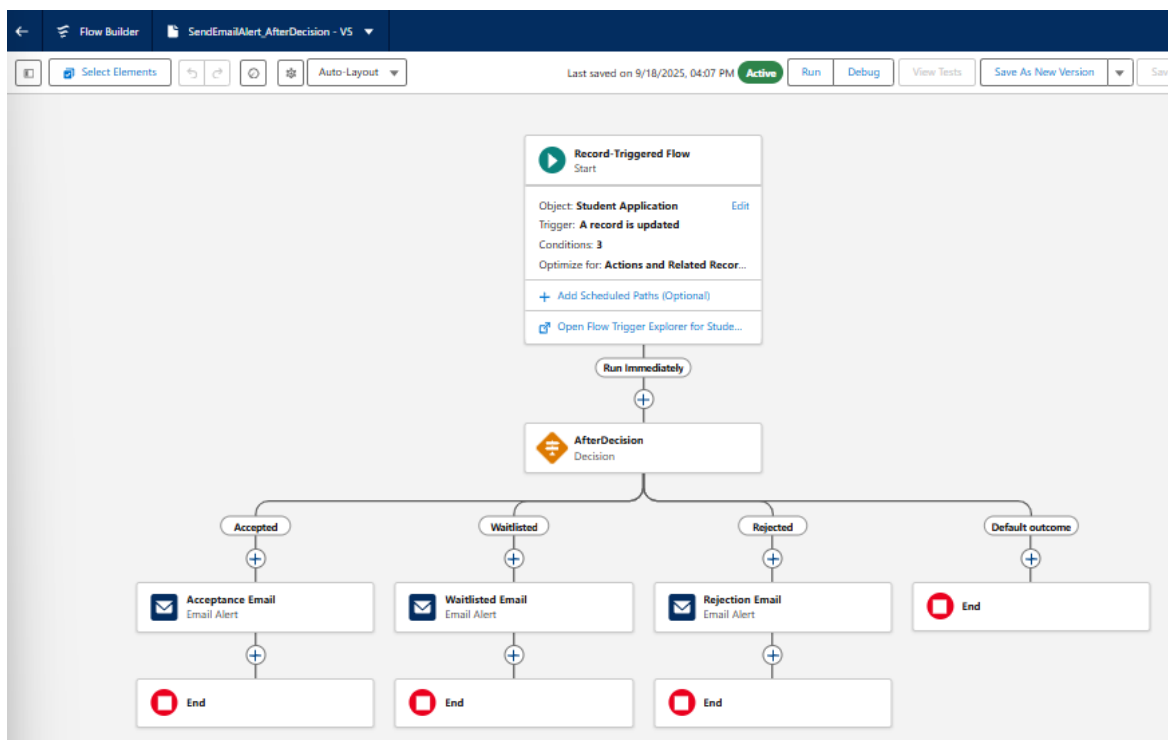 Flow Builder
SendEmailAlert_AfterDecision - V5
Select Elements
Auto-Layout
Last saved on 9/18/2025, 04:07 PM
Active
Run
Debug
View Tests
Save As New Version
Sav
Record-Triggered Flow
Start
Object: Student Application
Edit
Trigger: A record is updated
Conditions: 3
Optimize for: Actions and Related Recor...
Add Scheduled Paths (Optional)
Open Flow Trigger Explorer for Stude...
Run Immediately
AfterDecision
Decision
Accepted
Waitlisted
Rejected
Default outcome
Acceptance Email
Email Alert
Waitlisted Email
Email Alert
Rejection Email
Email Alert
End
End
End
End